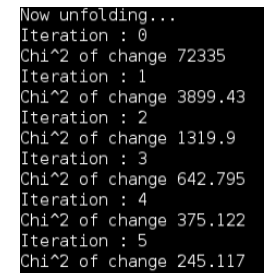 Now unfolding...
Iteration : 0
Chi^2 of change 72335
Iteration : 1
Chi^2 of change 3899.43
Iteration : 2
Chi^2 of change 1319.9
Iteration : 3
Chi^2 of change 642.795
Iteration : 4
Chi^2 of change 375.122
Iteration : 5
Chi^2 of change 245.117